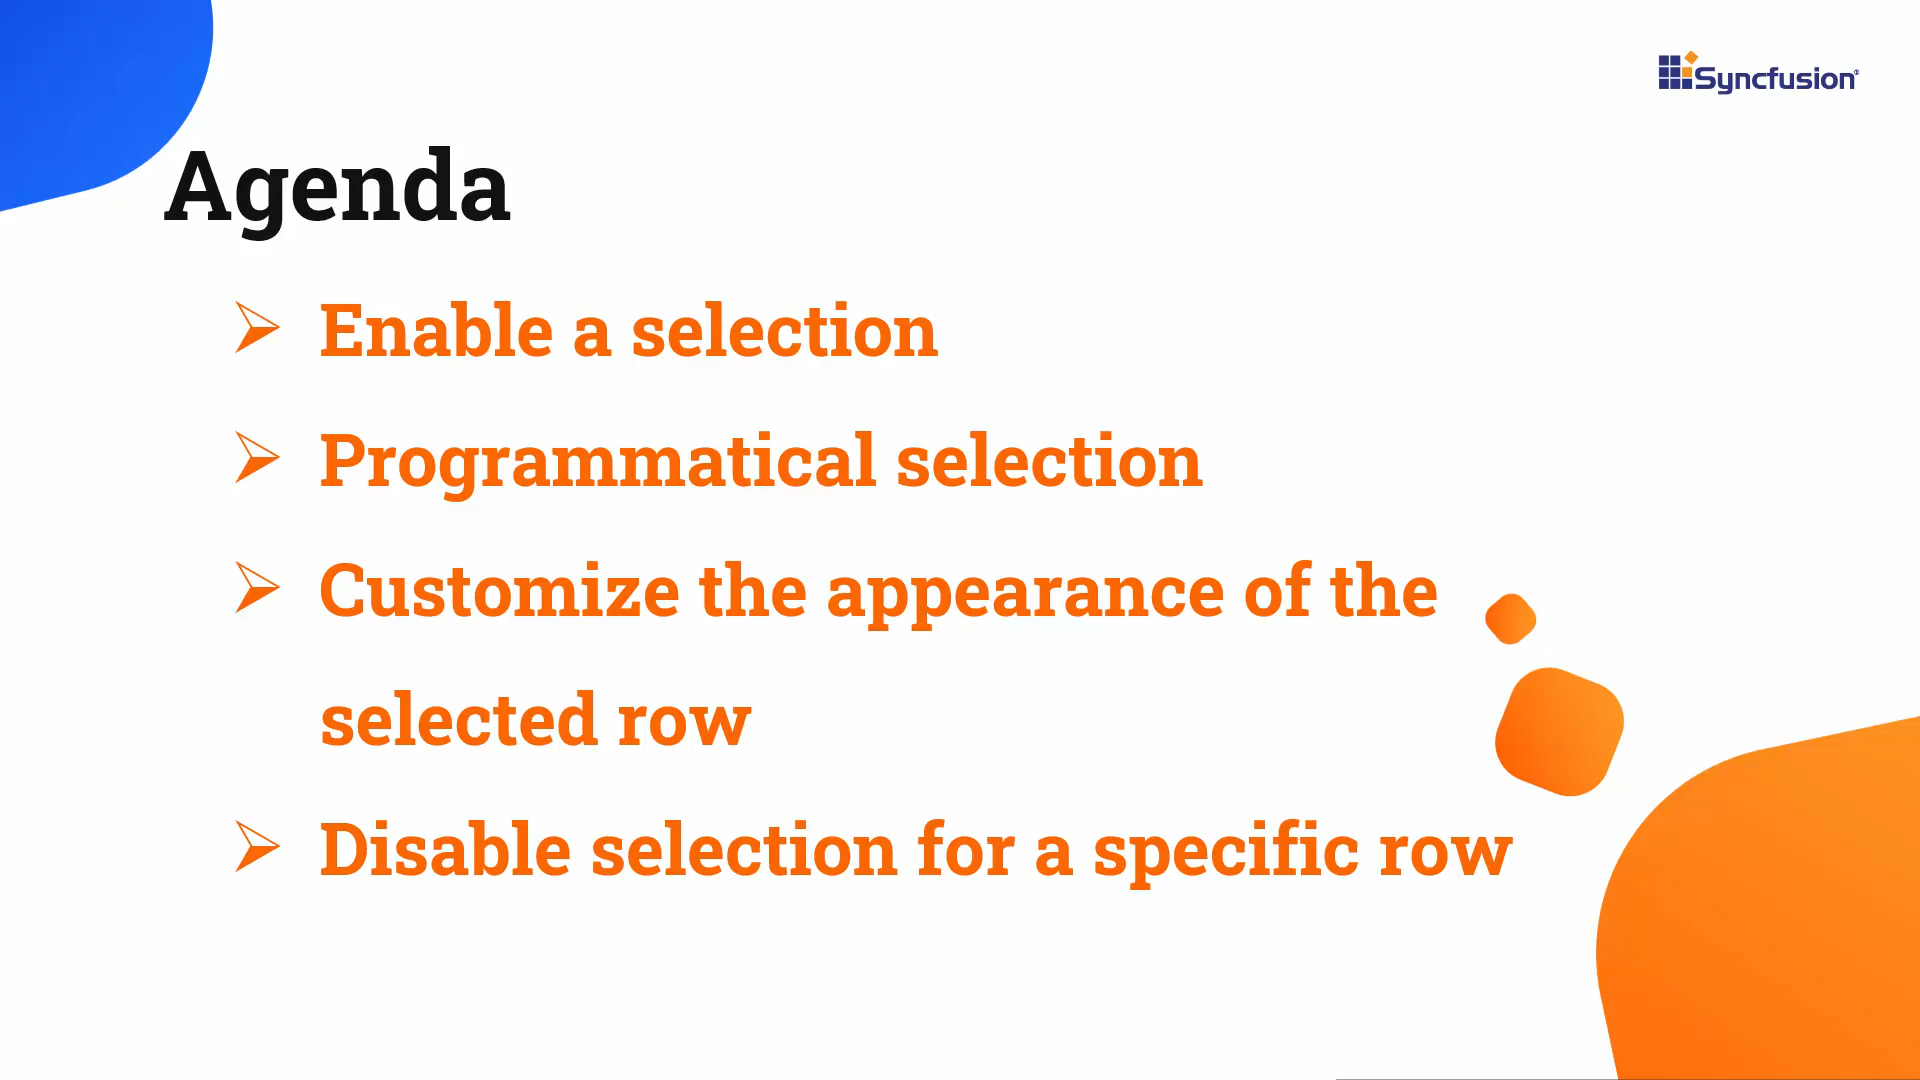 Syncfusion®
Agenda
➢ Enable a selection
➢ Programmatical selection
➢ Customize the appearance of the
selected row
➢ Disable selection for a specific row